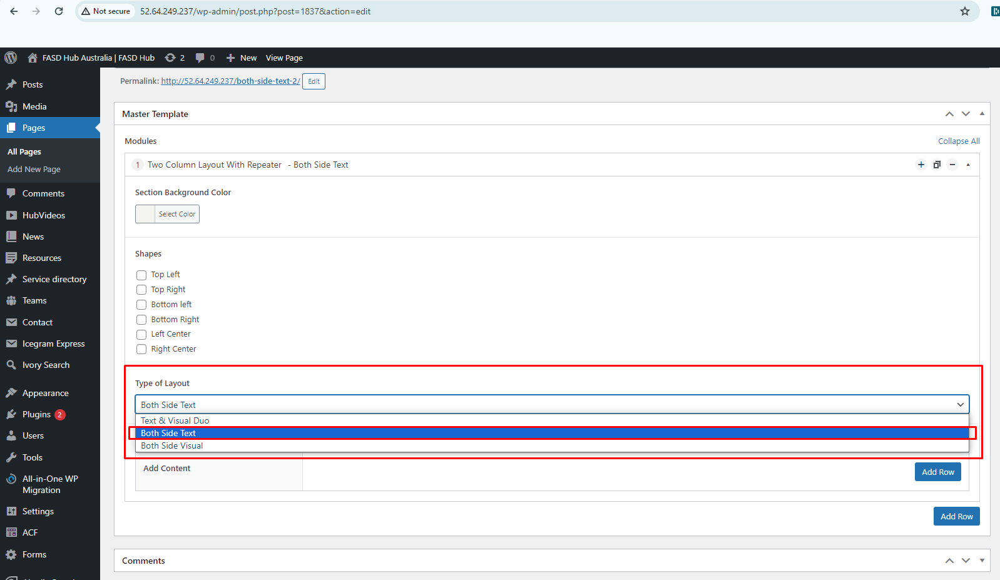 Not secure 52.64.249.237/wp-admin/post.php?post=1837&action=edit
FASD Hub Australia | FASD Hub 2 0 New View Page
Posts
Media
Pages
All Pages
Add New Page
Comments
HubVideos
News
Resources
Service directory
Teams
Contact
Icegram Express
Ivory Search
Appearance
Plugins 2
Users
Tools
All-in-One WP
Migration
Settings
ACF
Forms
Permalink: http://52.64.249.237/both-side-text-2/ Edit
Master Template
Modules Collapse All
1 Two Column Layout With Repeater - Both Side Text
Section Background Color
Select Color
Shapes
Top Left
Top Right
Bottom left
Bottom Right
Left Center
Right Center
Type of Layout
Both Side Text
Text & Visual Duo
Both Side Text
Both Side Visual
Add Content Add Row
Add Row
Comments